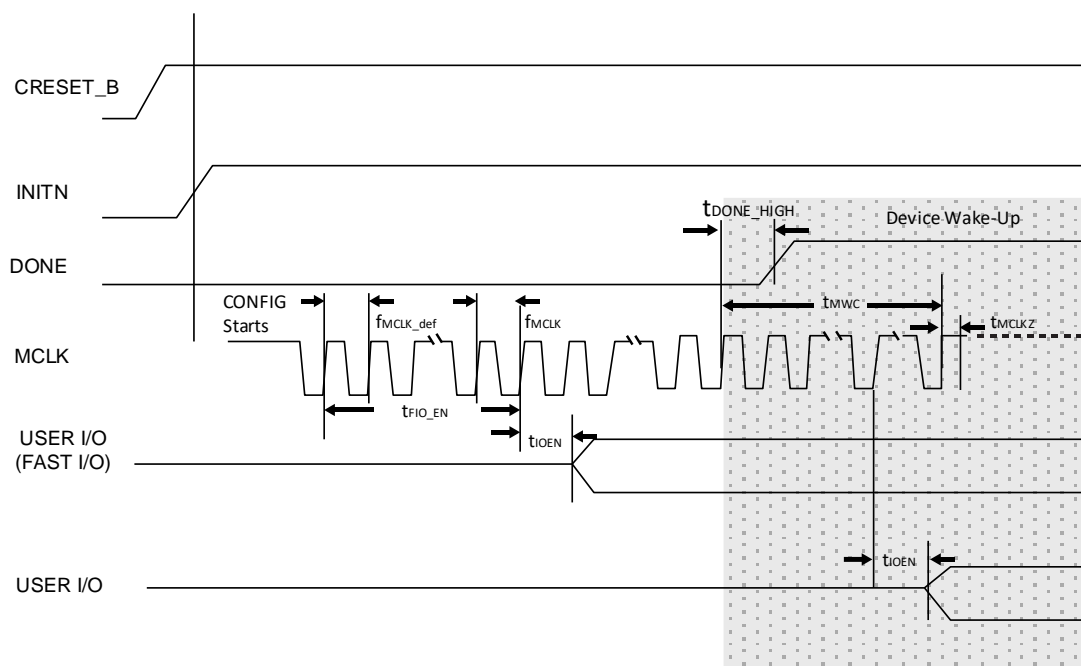 CRESET_B
INITN
tDONE_HIGH
Device Wake-Up
DONE
CONFIG
Starts
fMCLK_def
fMCLK
tMWC
tMCLKZ
MCLK
tFIO_EN
USER I/O
(FAST I/O)
tIOEN
USER I/O
tIOEN